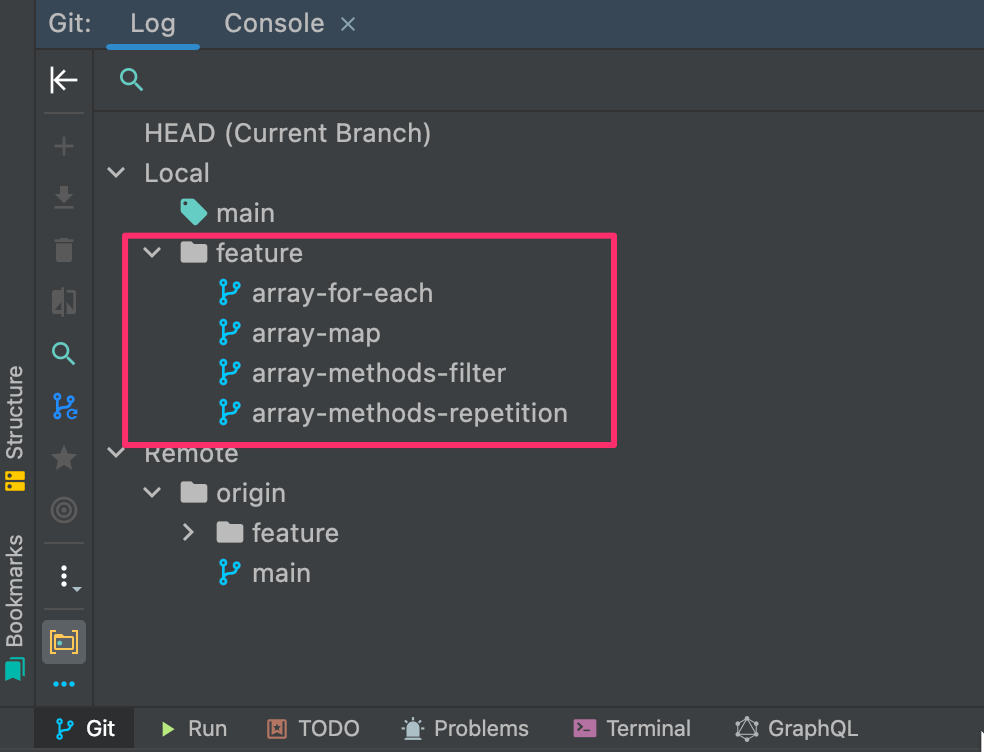 Git: Log Console
HEAD (Current Branch)
Local
main
feature
array-for-each
array-map
array-methods-filter
array-methods-repetition
Remote
origin
feature
main
Structure
Bookmarks
Git Run TODO Problems Terminal GraphQL